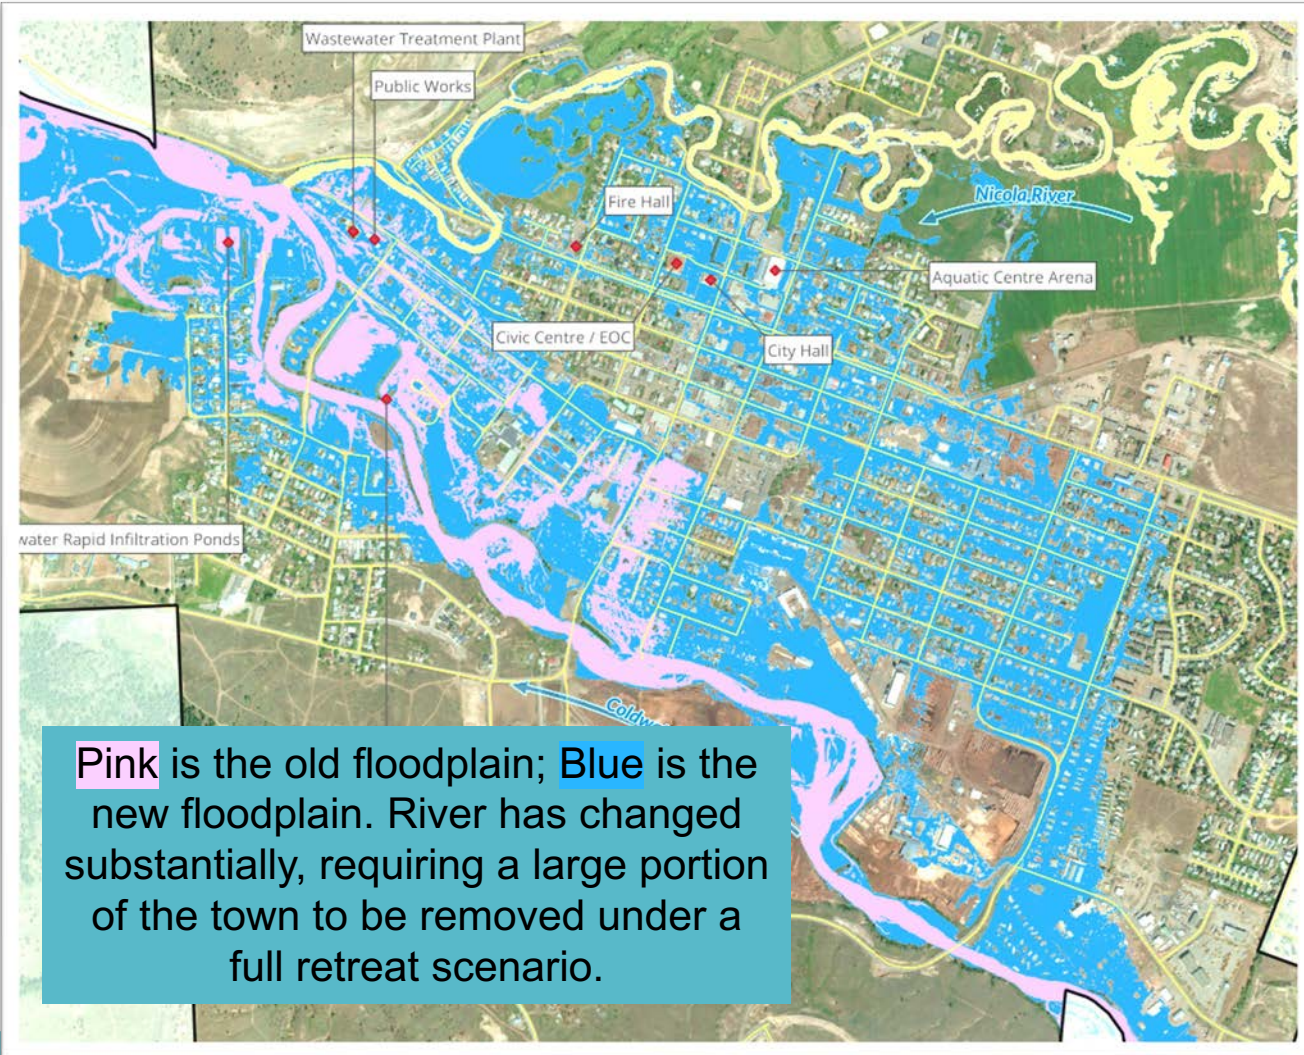 Wastewater Treatment Plant
Public Works
Fire Hall
Nicola River
Aquatic Centre Arena
Civic Centre / EOC
City Hall
water Rapid Infiltration Ponds
Pink is the old floodplain; Blue is the
new floodplain. River has changed
substantially, requiring a large portion
of the town to be removed under a
full retreat scenario.